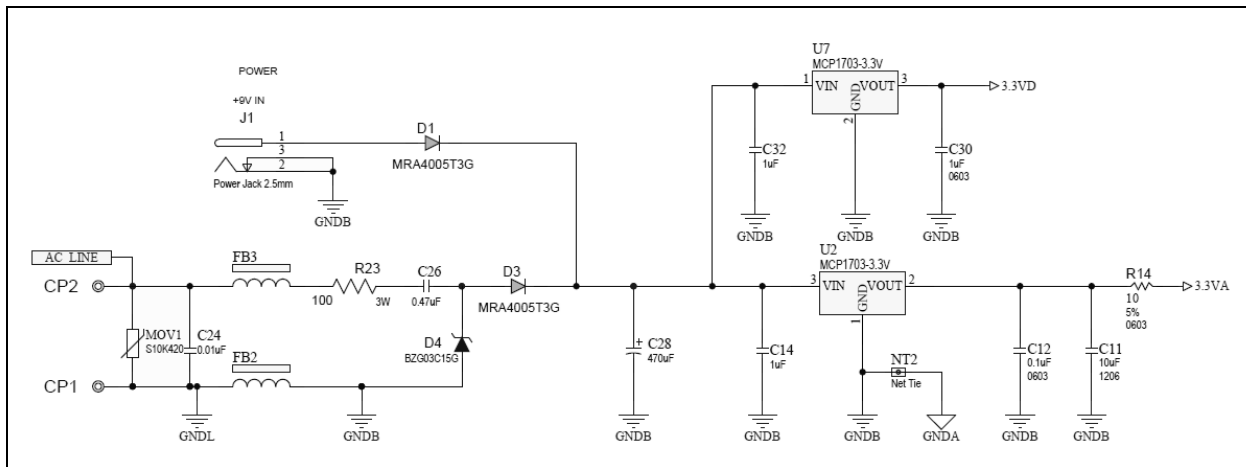 POWER
+9V IN
J1
1
3
2
Power Jack 2.5mm
GNDB
D1
MRA4005T3G
U7
MCP1703-3.3V
1
VIN
VOUT
3
GND
2
3.3VD
C32
1uF
C30
1uF
0603
GNDB
GNDB
GNDB
AC LINE
CP2
FB3
R23
100
3W
C26
0.47uF
D3
MRA4005T3G
MOV1
S10K420
C24
0.01uF
FB2
D4
BZG03C15G
CP1
GNDL
GNDB
C28
470uF
GNDB
C14
1uF
GNDB
U2
MCP1703-3.3V
3
VIN
VOUT
2
GND
1
NT2
Net Tie
GNDB
GNDA
C12
0.1uF
0603
GNDB
C11
10uF
1206
GNDB
R14
10
5%
0603
3.3VA